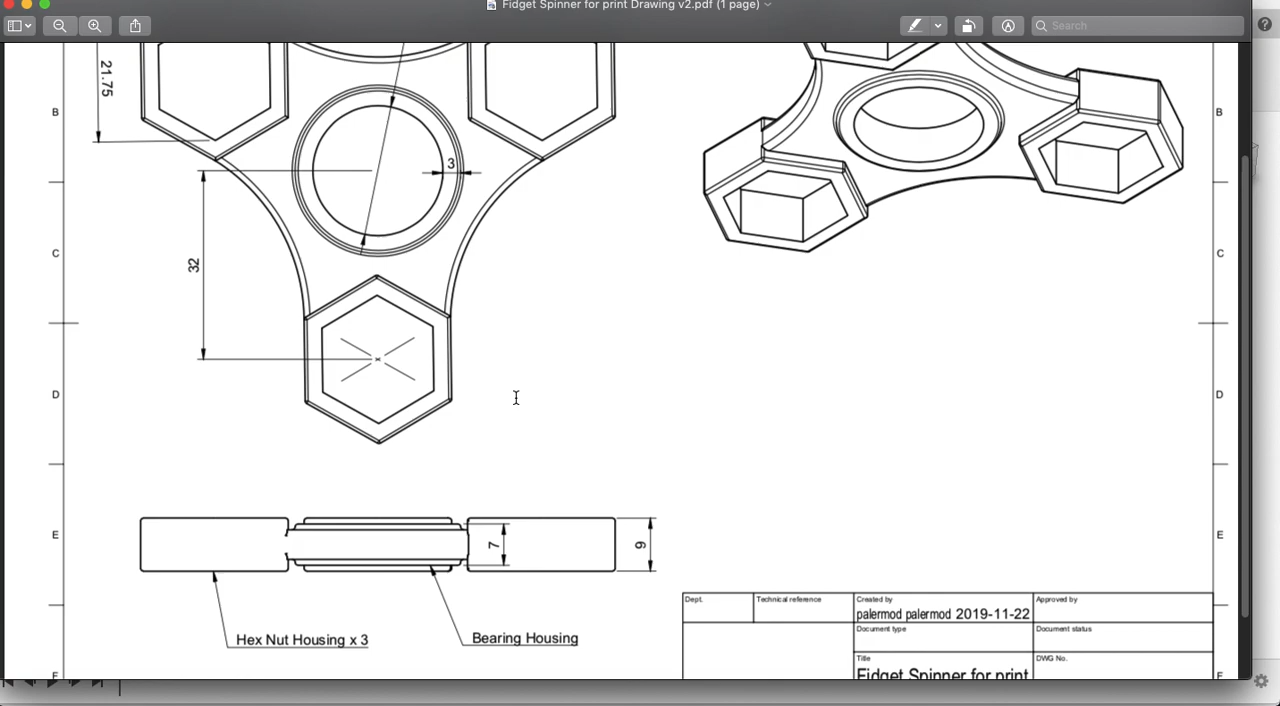 Fidget Spinner for print Drawing v2.pdf (1 page)
Search
21.75
B
B
3
C
32
C
D
D
E
7
9
E
Dept.
Technical reference
Created by
Approved by
palermod palermod 2019-11-22
Document type
Document status
Hex Nut Housing x 3
Bearing Housing
Title
DWG No.
Fidget Spinner for print
F
F